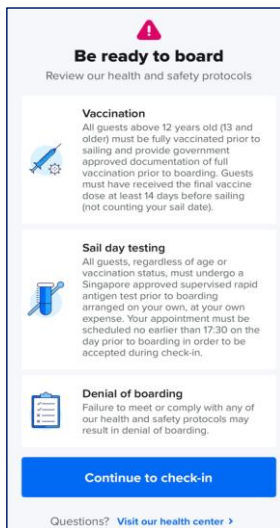 Be ready to board
Review our health and safety protocols
Vaccination
All guests above 12 years old (13 and
older) must be fully vaccinated prior to
sailing and provide government
approved documentation of full
vaccination prior to boarding. Guests
must have received the final vaccine
dose at least 14 days before sailing
(not counting your sail date).
Sail day testing
All guests, regardless of age or
vaccination status, must undergo a
Singapore approved supervised rapid
antigen test prior to boarding
arranged on your own, at your own
expense. Your appointment must be
scheduled no earlier than 17:30 on the
day prior to boarding in order to be
accepted during check-in.
Denial of boarding
Failure to meet or comply with any of
our health and safety protocols may
result in denial of boarding.
Continue to check-in
Questions? Visit our health center >